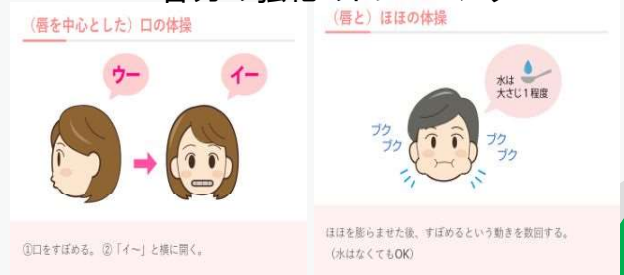 （唇を中心とした）口の体操
ウー
イー
①口をすぼめる。②「イ～」と横に開く。
（唇と）ほほの体操
水は
大さじ1程度
ブク
ブク
ブク
ブク
ほほを膨らませた後、すぼめるという動きを数回する。
（水はなくてもOK）